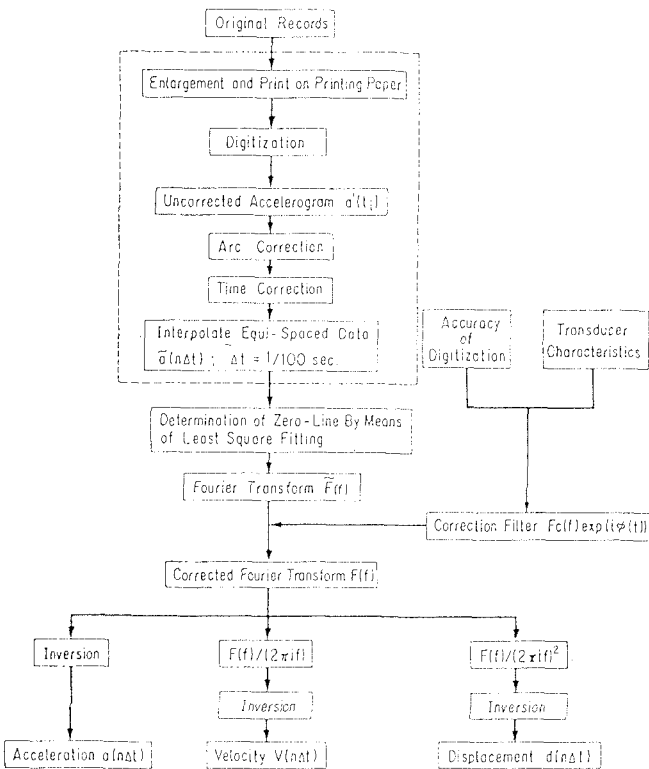 Original Records
Enlargement and Print on Printing Paper
Digitization
Uncorrected Accelerogram a'(ti)
Arc Correction
Time Correction
Interpolate Equi-Spaced Data
ã(nΔt) ; Δt = 1/100 sec.
Accuracy
of
Digitization
Transducer
Characteristics
Determination of Zero-Line By Means
of Least Square Fitting
Fourier Transform F̃(f)
Correction Filter Fc(f)exp(iø(t))
Corrected Fourier Transform F(f)
Inversion
F(f)/(2πif)
F(f)/(2πif)²
Inversion
Inversion
Acceleration a(nΔt)
Velocity V(nΔt)
Displacement d(nΔt)